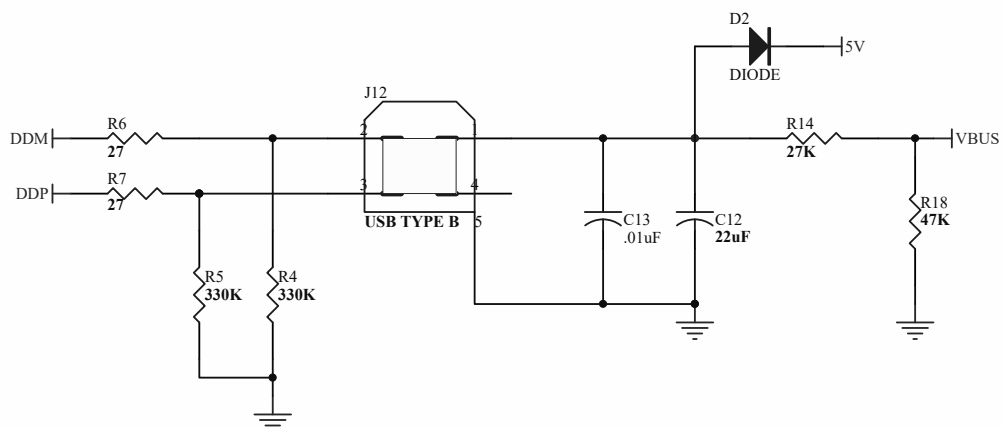 D2
5V
DIODE
J12
DDM
R6
27
2
1
R14
27K
VBUS
DDP
R7
27
3
4
USB TYPE B
5
C13
.01uF
C12
22uF
R18
47K
R5
330K
R4
330K